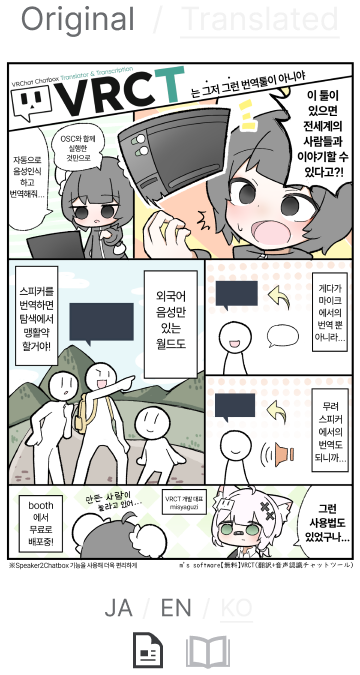 Original / Translated
VRChat Chatbox Translator & Transcription
VRCT
는 그저 그런 번역툴이 아니야
이 툴이
있으면
전세계의
사람들과
이야기할 수
있다고?!
OSC와 함께
실행한
것만으로
자동으로
음성인식
하고
번역해줘...
게다가
마이크
에서의
번역 뿐
아니라...
외국어
음성만
있는
월드도
스피커를
번역하면
탐색에서
맹활약
할거야!
무려
스피커
에서의
번역도
되니까...
그런
사용법도
있었구나...
VRCT 개발 대표
misyaguzi
만든 사람이
놀라고 있어...
booth
에서
무료로
배포중!
※Speaker2Chatbox 기능을 사용해 더욱 편리하게
m's software【無料】VRCT(翻訳+音声認識チャットツール)
JA / EN / KO